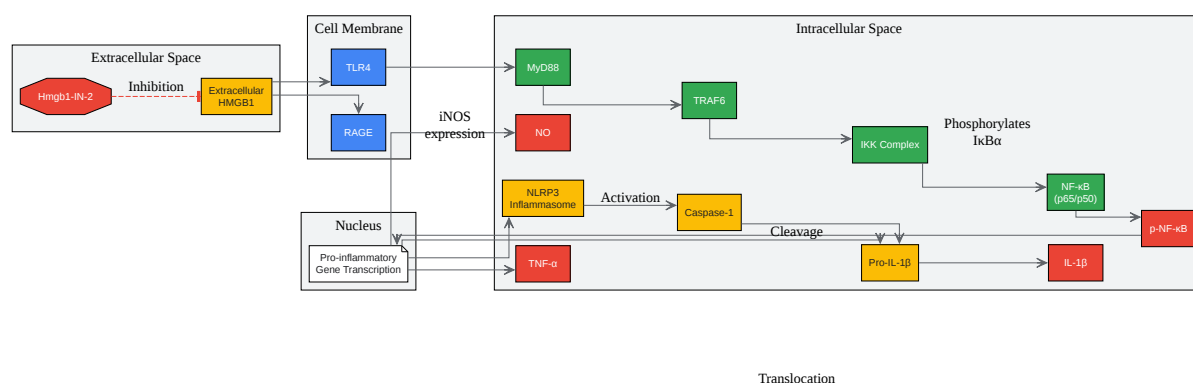 Extracellular Space
Hmgb1-IN-2
Inhibition
Extracellular
HMGB1
Cell Membrane
TLR4
RAGE
iNOS
expression
Nucleus
Pro-inflammatory
Gene Transcription
Intracellular Space
MyD88
TRAF6
NO
IKK Complex
Phosphorylates
IκBα
NLRP3
Inflammasome
Activation
Caspase-1
NF-κB
(p65/p50)
p-NF-κB
Cleavage
TNF-α
Pro-IL-1β
IL-1β
Translocation